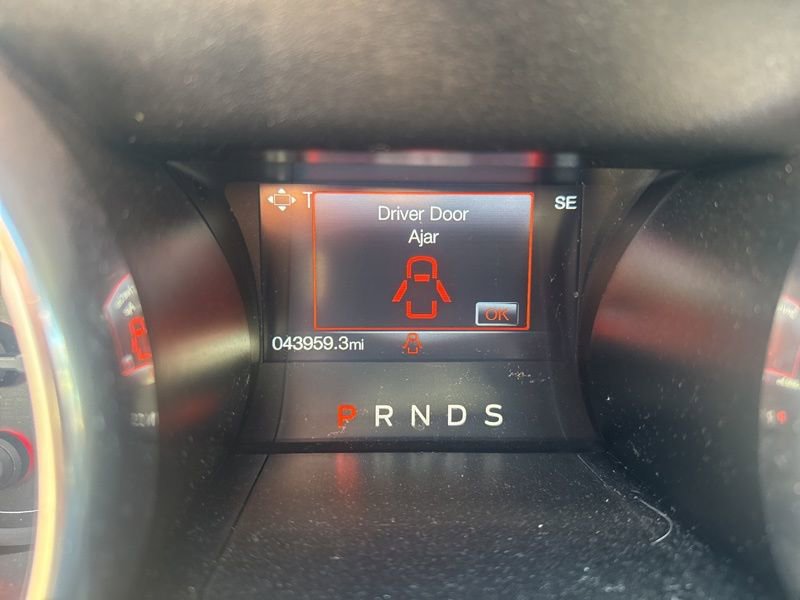 T
SE
Driver Door
Ajar
OK
043959.3mi
P R N D S